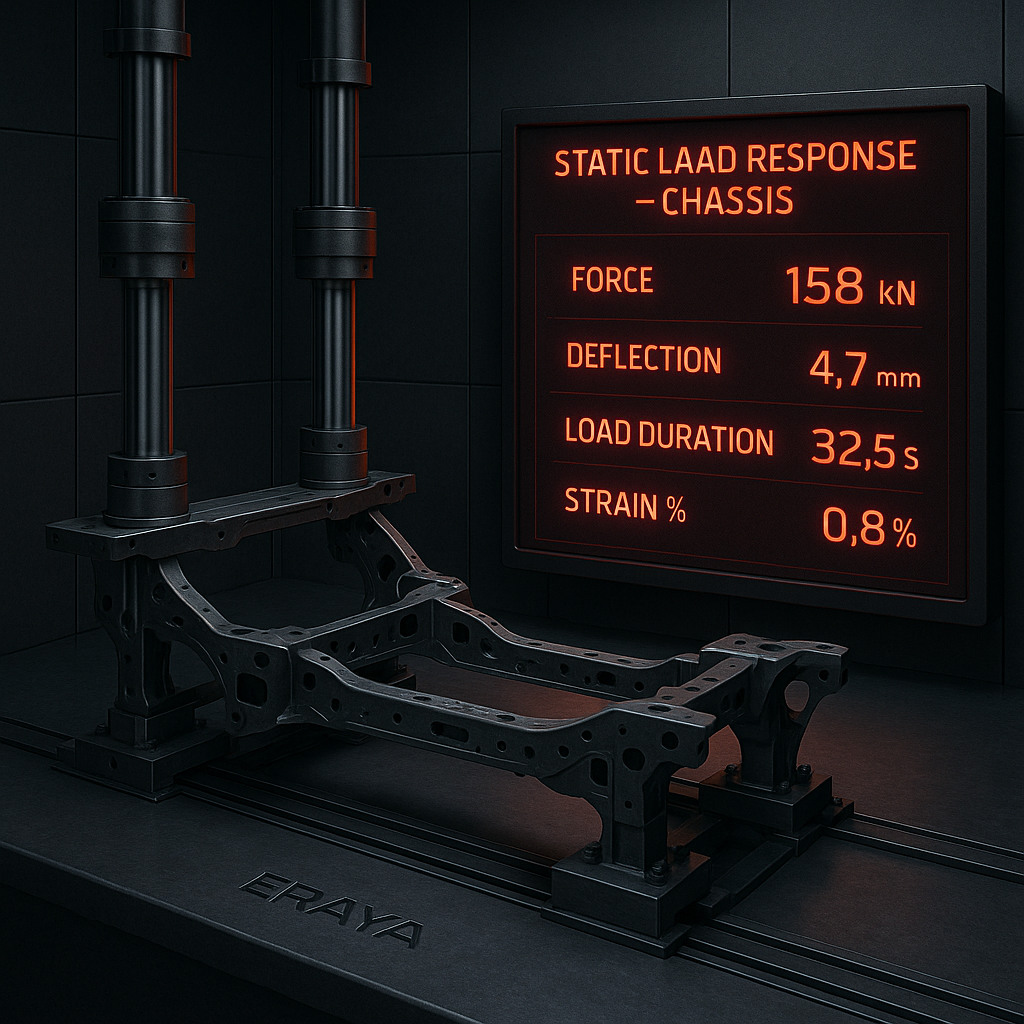 STATIC LAAD RESPONSE
– CHASSIS
FORCE 158 kN
DEFLECTION 4,7 mm
LOAD DURATION 32,5 s
STRAIN % 0,8 %
ERAYA